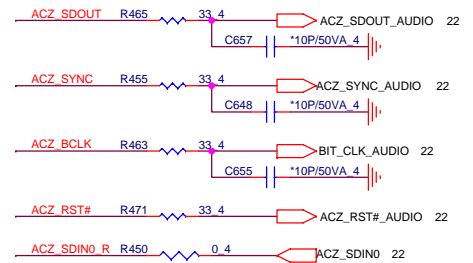 ACZ_SDOUT R465 33_4 ACZ_SDOUT_AUDIO 22
C657 *10P/50VA_4
ACZ_SYNC R455 33_4 ACZ_SYNC_AUDIO 22
C648 *10P/50VA_4
ACZ_BCLK R463 33_4 BIT_CLK_AUDIO 22
C655 *10P/50VA_4
ACZ_RST# R471 33_4 ACZ_RST#_AUDIO 22
ACZ_SDIN0_R R450 0_4 ACZ_SDIN0 22